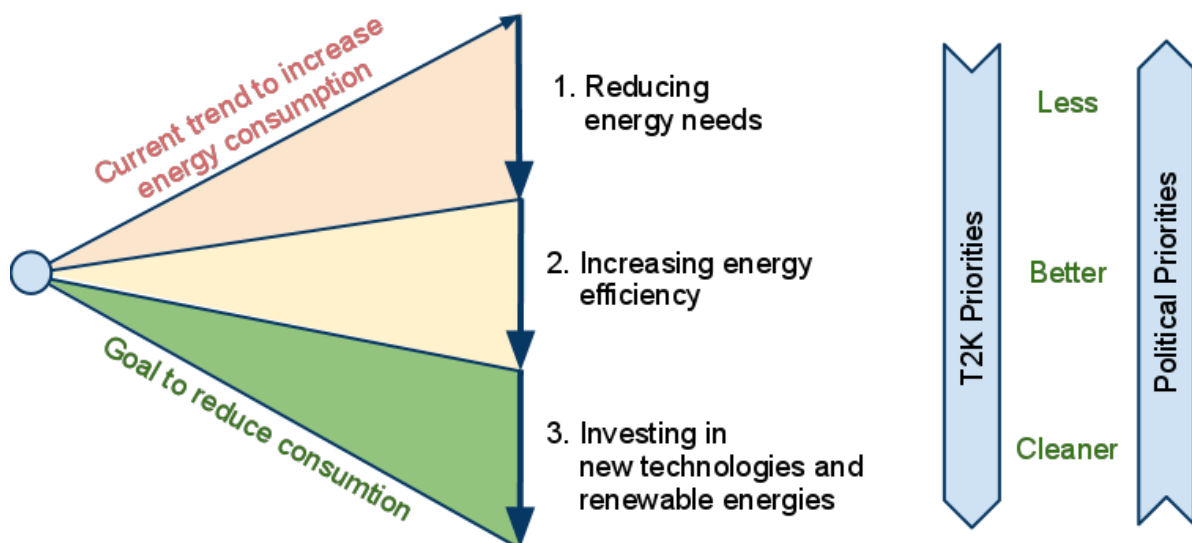 Current trend to increase
energy consumption
Goal to reduce consumtion
1. Reducing
energy needs
2. Increasing energy
efficiency
3. Investing in
new technologies and
renewable energies
T2K Priorities
Less
Better
Cleaner
Political Priorities